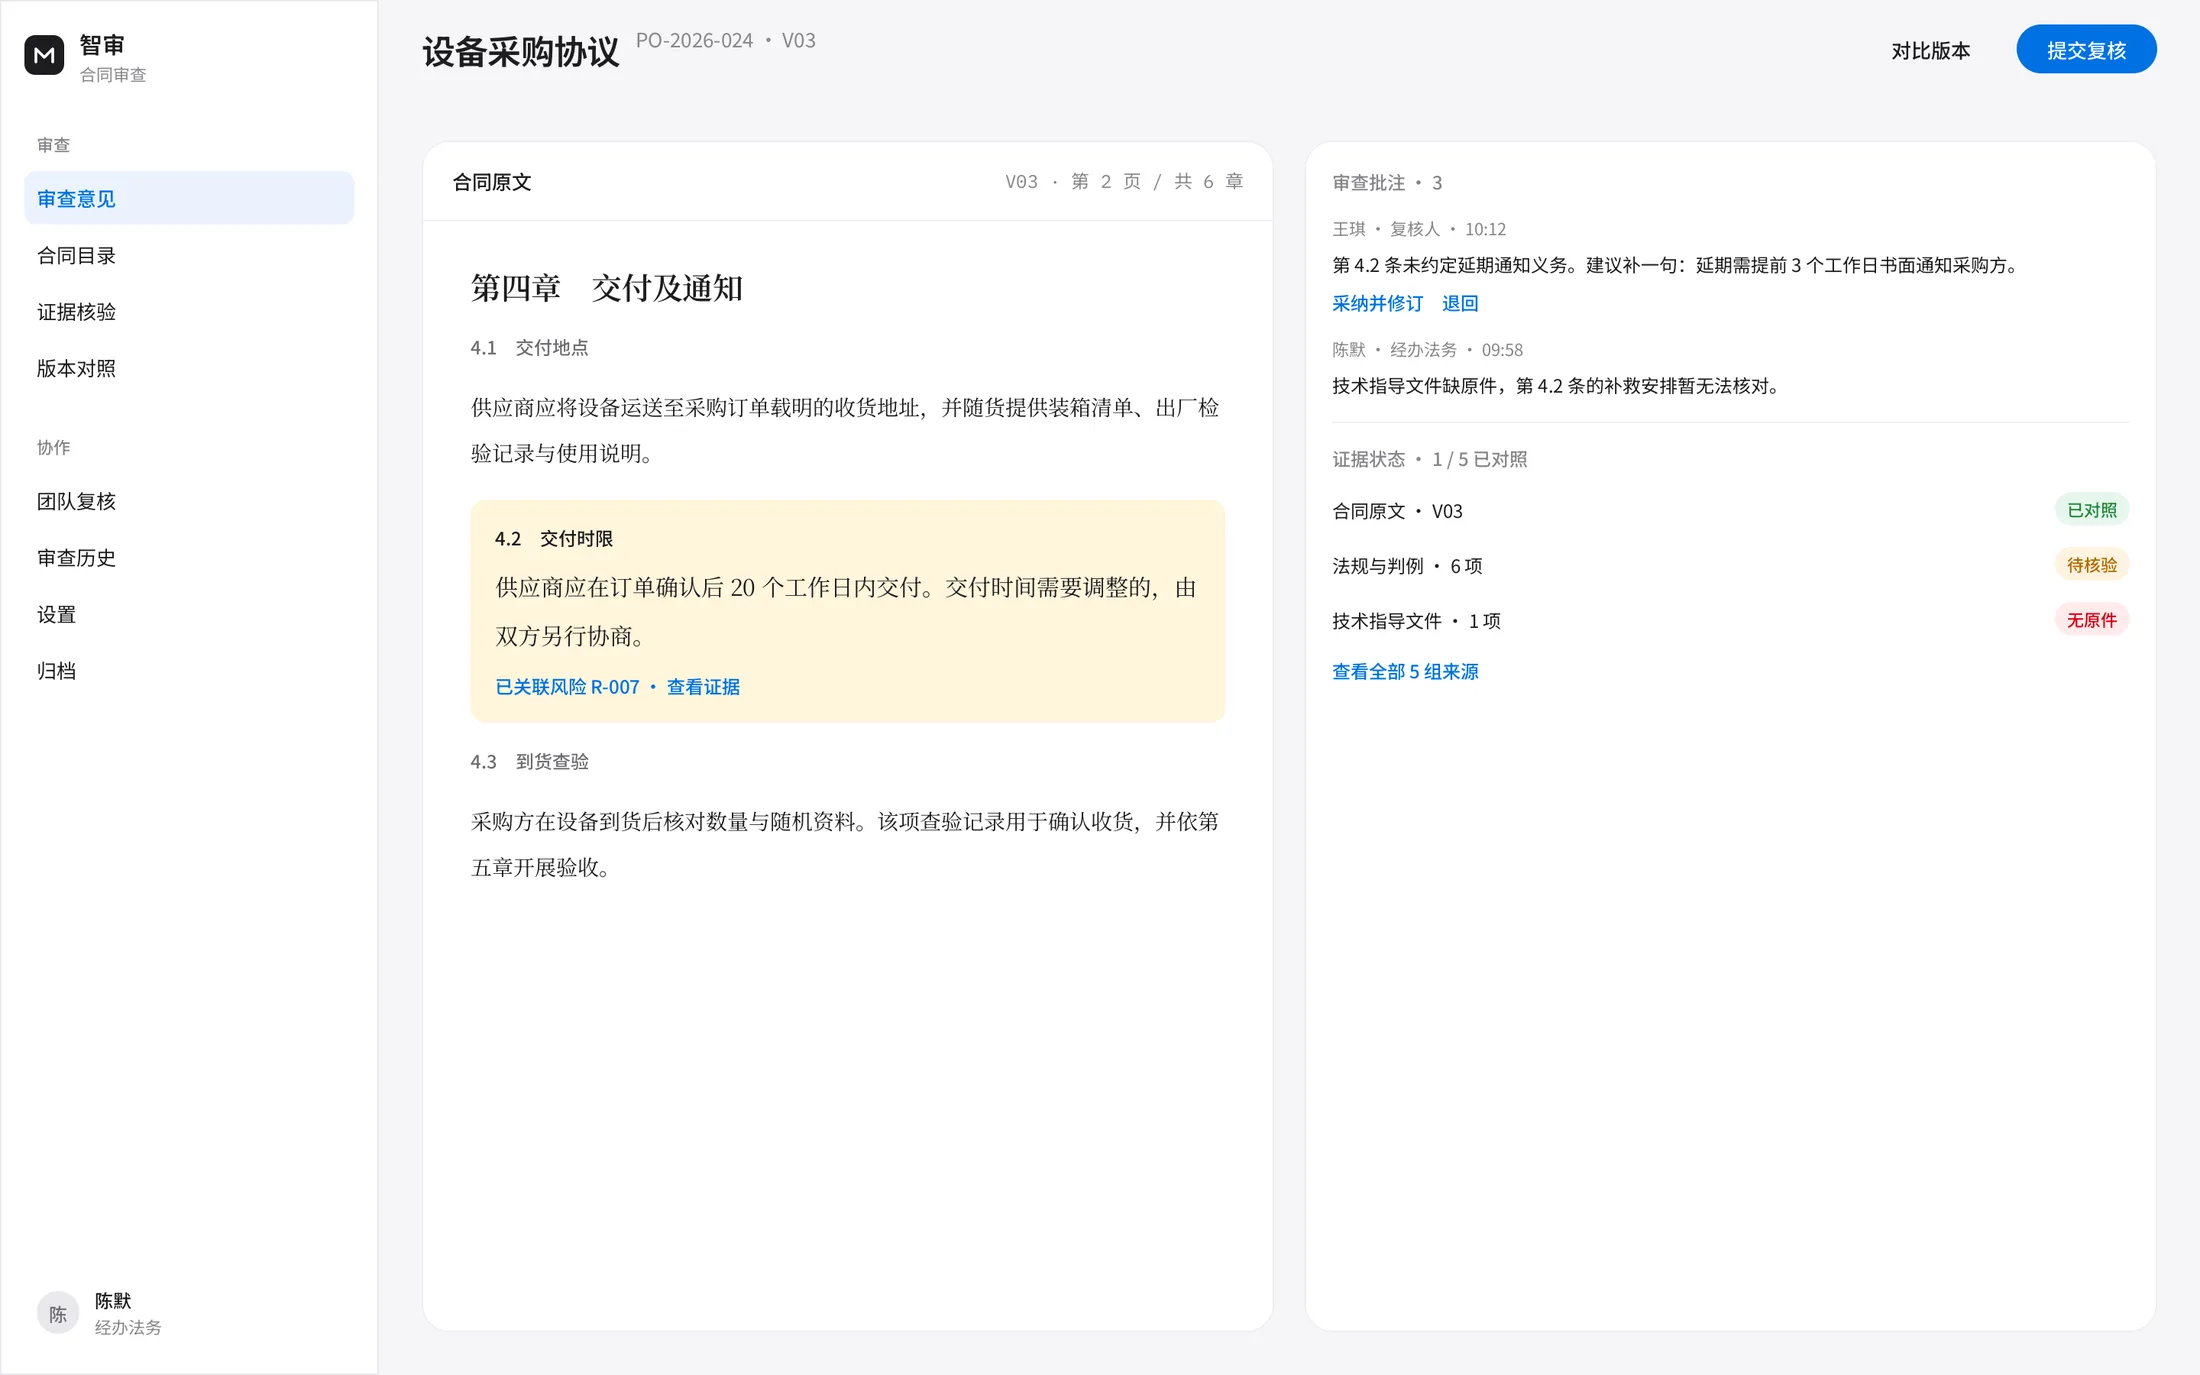 智审
合同审查
审查
审查意见
合同目录
证据核验
版本对照
协作
团队复核
审查历史
设置
归档
陈
陈默
经办法务
设备采购协议 PO-2026-024 · V03
对比版本
提交复核
合同原文
V03 · 第 2 页 / 共 6 章
第四章 交付及通知
4.1 交付地点
供应商应将设备运送至采购订单载明的收货地址，并随货提供装箱清单、出厂检
验记录与使用说明。
4.2 交付时限
供应商应在订单确认后 20 个工作日内交付。交付时间需要调整的，由
双方另行协商。
已关联风险 R-007 · 查看证据
4.3 到货查验
采购方在设备到货后核对数量与随机资料。该项查验记录用于确认收货，并依第
五章开展验收。
审查批注 · 3
王琪 · 复核人 · 10:12
第 4.2 条未约定延期通知义务。建议补一句：延期需提前 3 个工作日书面通知采购方。
采纳并修订 退回
陈默 · 经办法务 · 09:58
技术指导文件缺原件，第 4.2 条的补救安排暂无法核对。
证据状态 · 1 / 5 已对照
合同原文 · V03 已对照
法规与判例 · 6 项 待核验
技术指导文件 · 1 项 无原件
查看全部 5 组来源